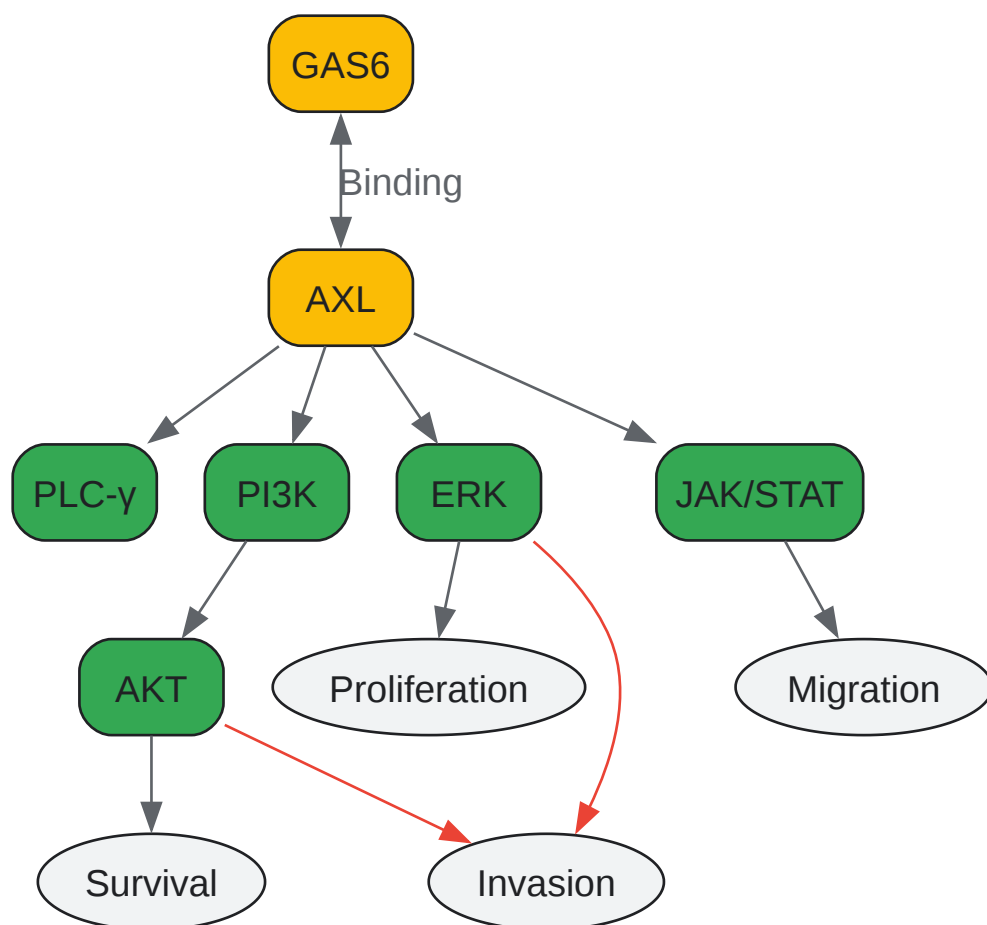 GAS6
Binding
AXL
PLC-γ
PI3K
ERK
JAK/STAT
AKT
Proliferation
Migration
Survival
Invasion